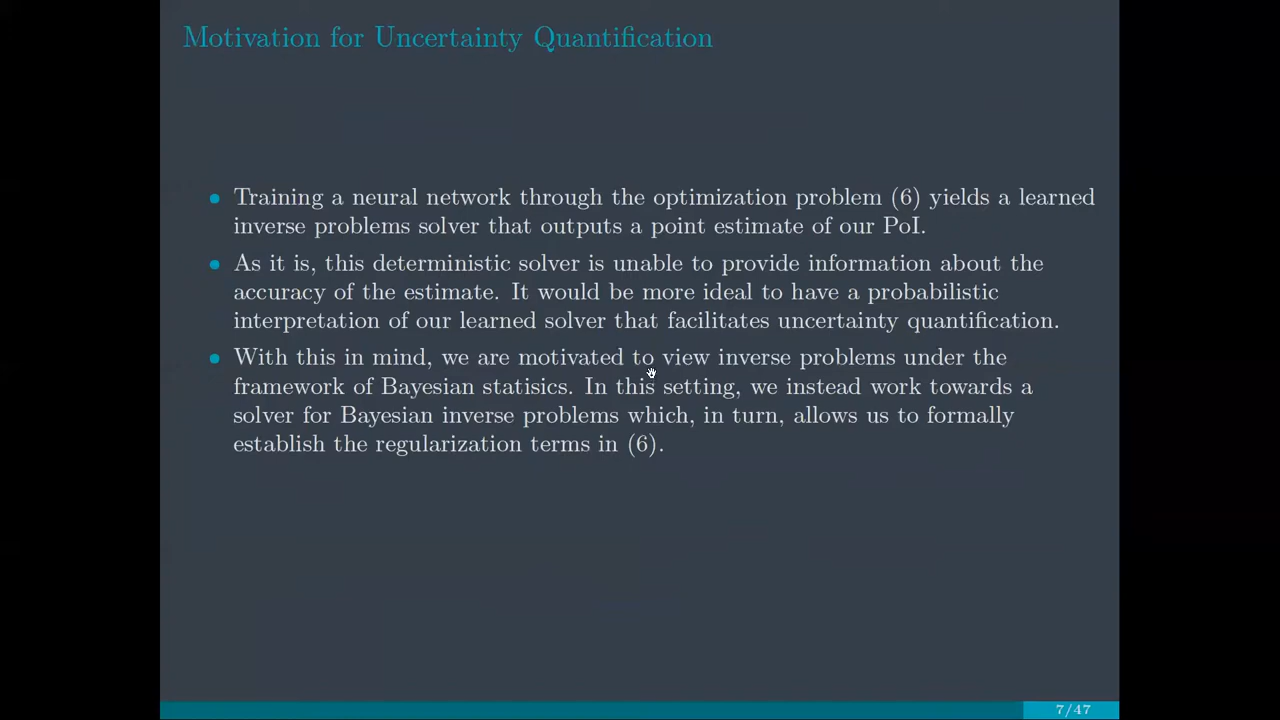 Motivation for Uncertainty Quantification
• Training a neural network through the optimization problem (6) yields a learned
inverse problems solver that outputs a point estimate of our PoI.
• As it is, this deterministic solver is unable to provide information about the
accuracy of the estimate. It would be more ideal to have a probabilistic
interpretation of our learned solver that facilitates uncertainty quantification.
• With this in mind, we are motivated to view inverse problems under the
framework of Bayesian statisics. In this setting, we instead work towards a
solver for Bayesian inverse problems which, in turn, allows us to formally
establish the regularization terms in (6).
7/47